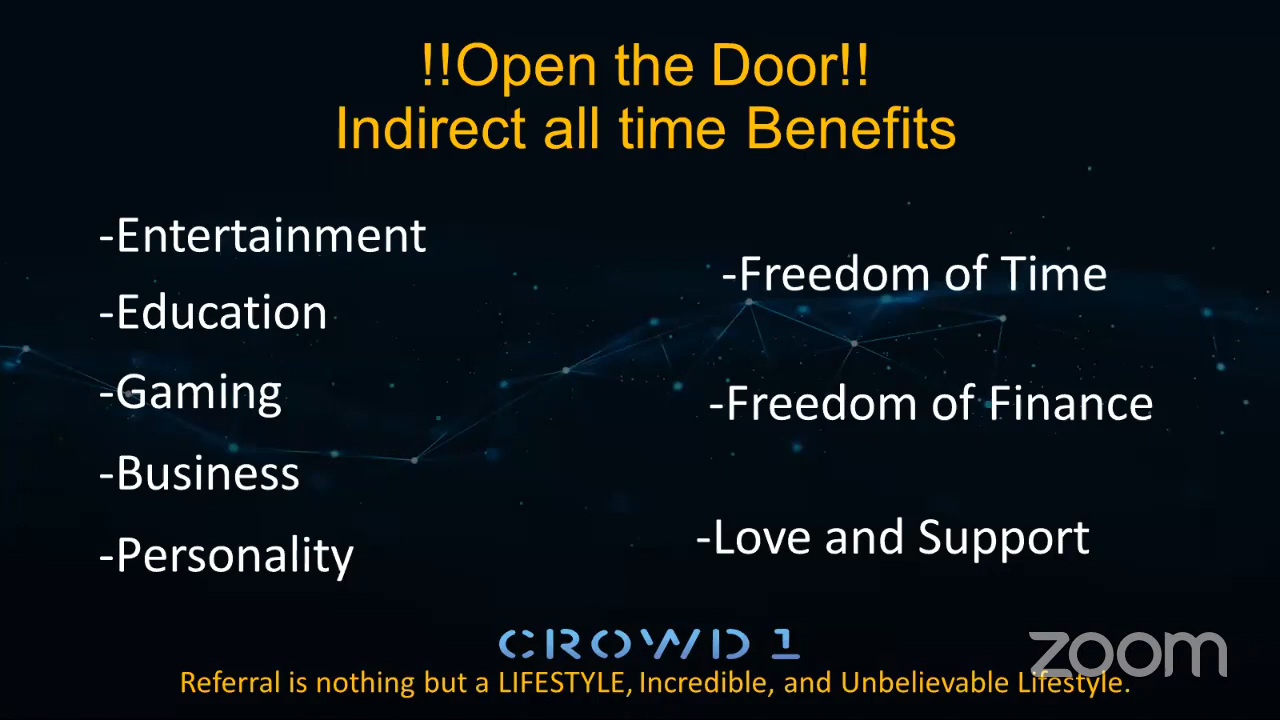 !!Open the Door!!
Indirect all time Benefits
-Entertainment
-Education
-Gaming
-Business
-Personality
-Freedom of Time
-Freedom of Finance
-Love and Support
CROWD 1
zoom
Referral is nothing but a LIFESTYLE, Incredible, and Unbelievable Lifestyle.